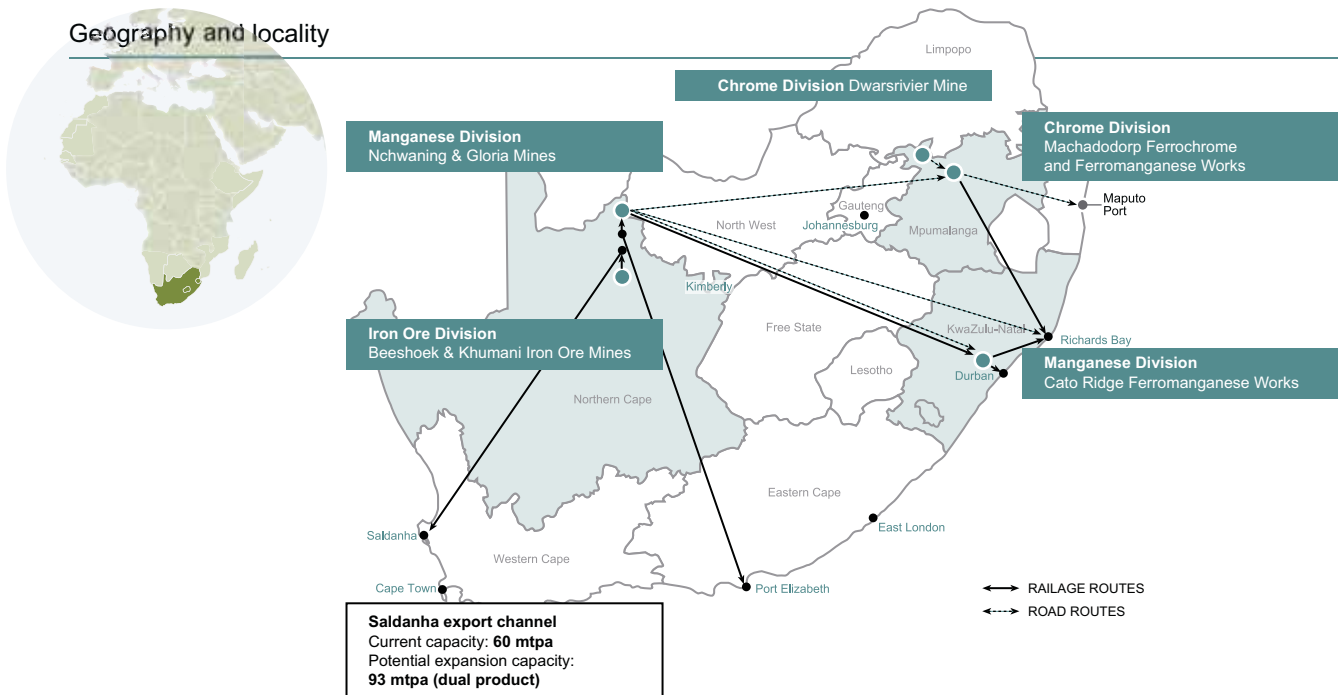 Geography and locality
Limpopo
Chrome Division Dwarsrivier Mine
Manganese Division
Nchwaning & Gloria Mines
Chrome Division
Machadodorp Ferrochrome
and Ferromanganese Works
Maputo
Port
Gauteng
Johannesburg
North West
Mpumalanga
Kimberly
Iron Ore Division
Beeshoek & Khumani Iron Ore Mines
Free State
KwaZulu-Natal
Richards Bay
Lesotho
Durban
Manganese Division
Cato Ridge Ferromanganese Works
Northern Cape
Eastern Cape
East London
Saldanha
Western Cape
Cape Town
Port Elizabeth
RAILAGE ROUTES
ROAD ROUTES
Saldanha export channel
Current capacity: 60 mtpa
Potential expansion capacity:
93 mtpa (dual product)